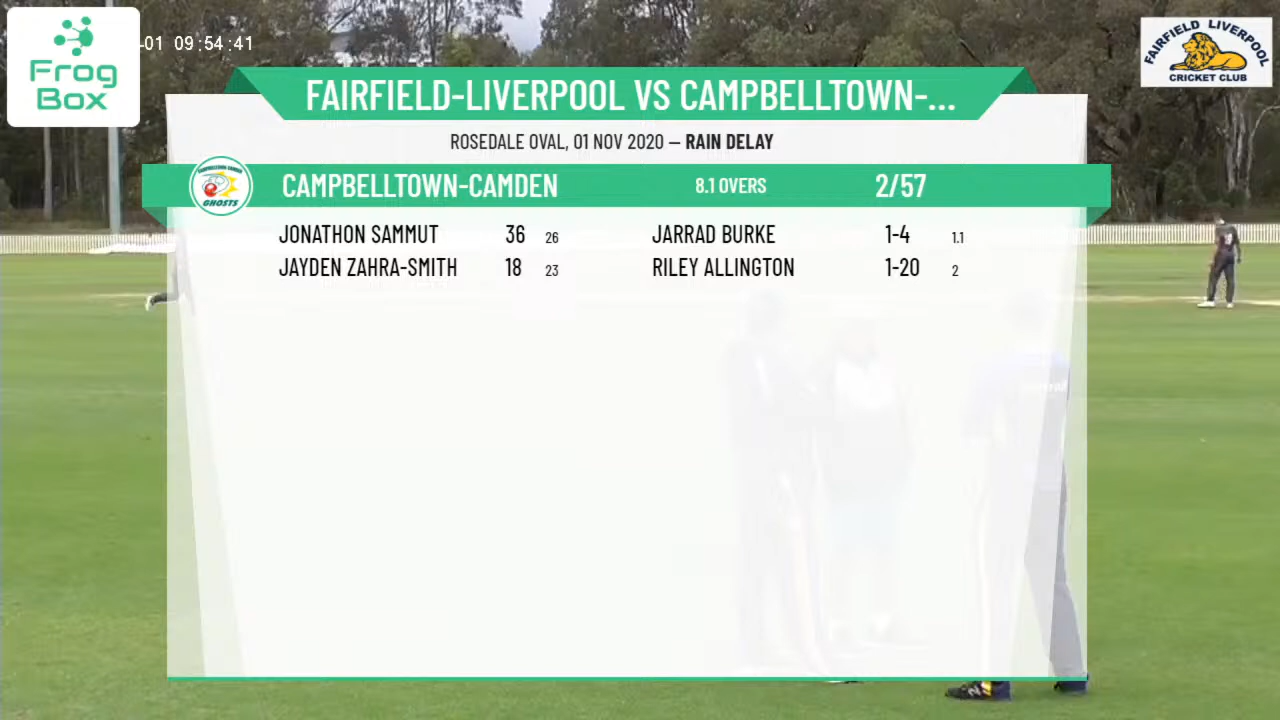 Frog
Box
-01 09:54:41
FAIRFIELD LIVERPOOL
CRICKET CLUB
FAIRFIELD-LIVERPOOL VS CAMPBELLTOWN-...
ROSEDALE OVAL, 01 NOV 2020 – RAIN DELAY
GHOSTS
CAMPBELLTOWN-CAMDEN 8.1 OVERS 2/57
JONATHON SAMMUT 36 26 JARRAD BURKE 1-4 1.1
JAYDEN ZAHRA-SMITH 18 23 RILEY ALLINGTON 1-20 2